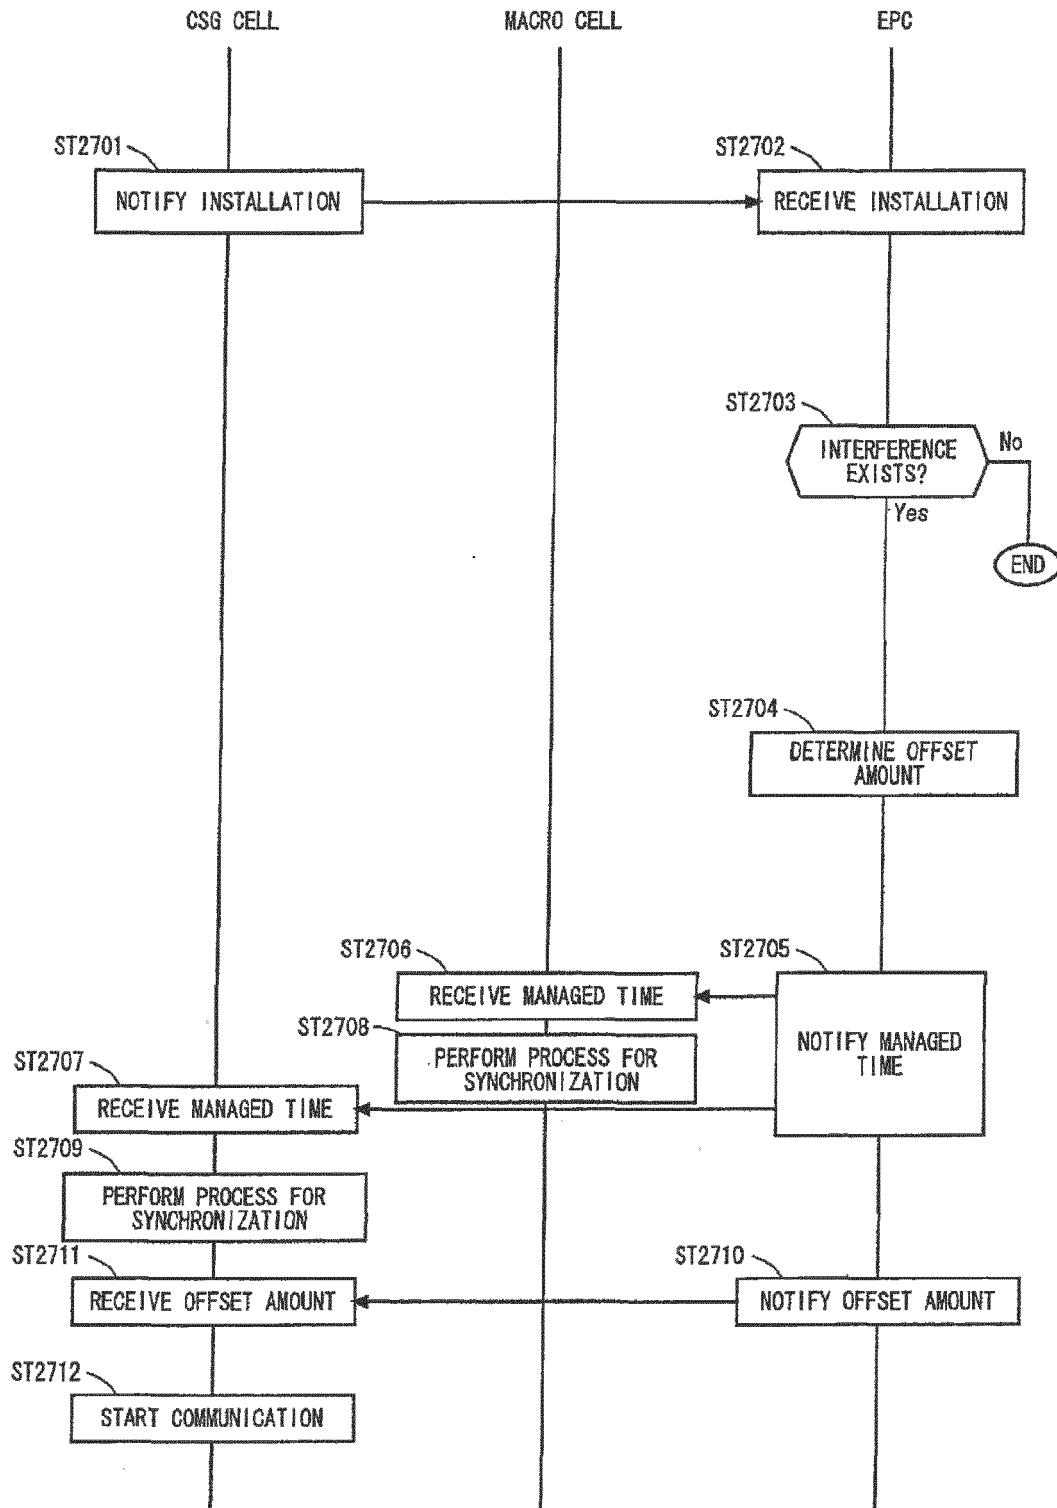 CSG CELL
MACRO CELL
EPC
ST2701
NOTIFY INSTALLATION
ST2702
RECEIVE INSTALLATION
ST2703
INTERFERENCE
EXISTS?
No
Yes
END
ST2704
DETERMINE OFFSET
AMOUNT
ST2706
RECEIVE MANAGED TIME
ST2705
NOTIFY MANAGED
TIME
ST2708
PERFORM PROCESS FOR
SYNCHRONIZATION
ST2707
RECEIVE MANAGED TIME
ST2709
PERFORM PROCESS FOR
SYNCHRONIZATION
ST2711
RECEIVE OFFSET AMOUNT
ST2710
NOTIFY OFFSET AMOUNT
ST2712
START COMMUNICATION